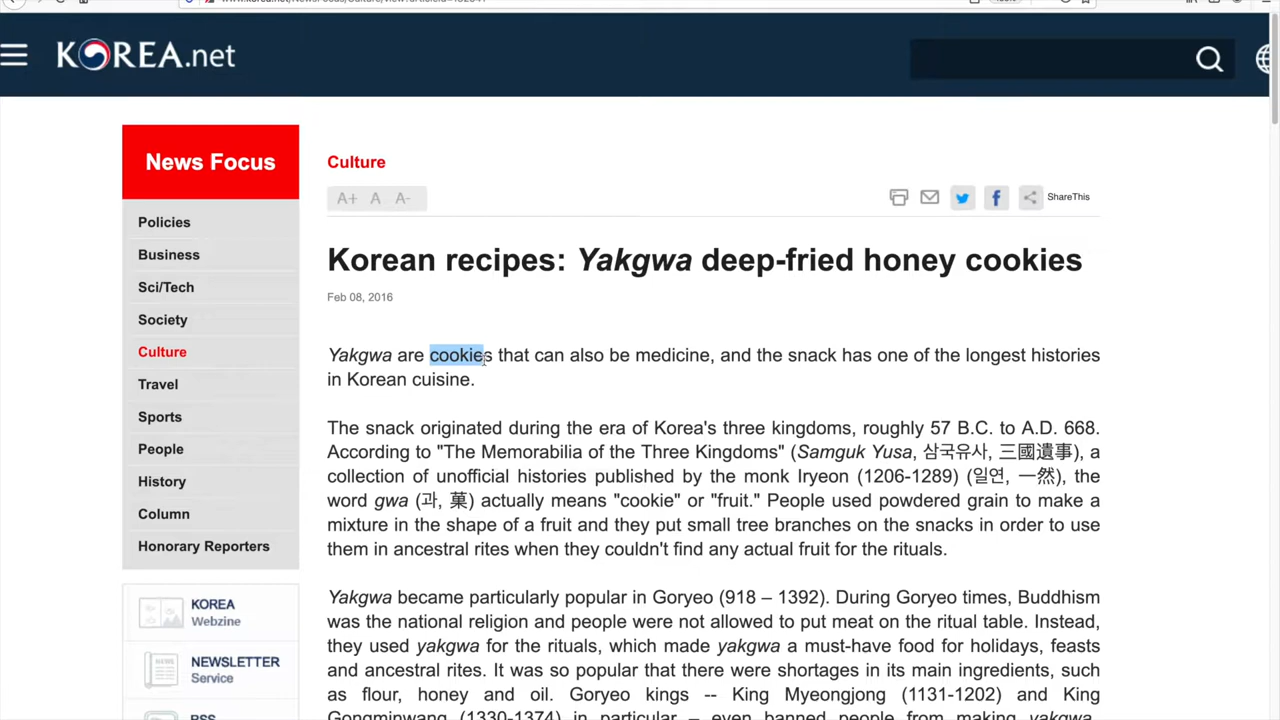 KOREA.net
News Focus
Policies
Business
Sci/Tech
Society
Culture
Travel
Sports
People
History
Column
Honorary Reporters
KOREA
Webzine
NEWSLETTER
Service
Culture
A+ A A-
ShareThis
Korean recipes: Yakgwa deep-fried honey cookies
Feb 08, 2016
Yakgwa are cookies that can also be medicine, and the snack has one of the longest histories
in Korean cuisine.
The snack originated during the era of Korea's three kingdoms, roughly 57 B.C. to A.D. 668.
According to "The Memorabilia of the Three Kingdoms" (Samguk Yusa, 삼국유사, 三國遺事), a
collection of unofficial histories published by the monk Iryeon (1206-1289) (일연, 一然), the
word gwa (과, 菓) actually means "cookie" or "fruit." People used powdered grain to make a
mixture in the shape of a fruit and they put small tree branches on the snacks in order to use
them in ancestral rites when they couldn't find any actual fruit for the rituals.
Yakgwa became particularly popular in Goryeo (918 – 1392). During Goryeo times, Buddhism
was the national religion and people were not allowed to put meat on the ritual table. Instead,
they used yakgwa for the rituals, which made yakgwa a must-have food for holidays, feasts
and ancestral rites. It was so popular that there were shortages in its main ingredients, such
as flour, honey and oil. Goryeo kings -- King Myeongjong (1131-1202) and King
Gongminwang (1330-1374) in particular – even banned people from making yakgwa